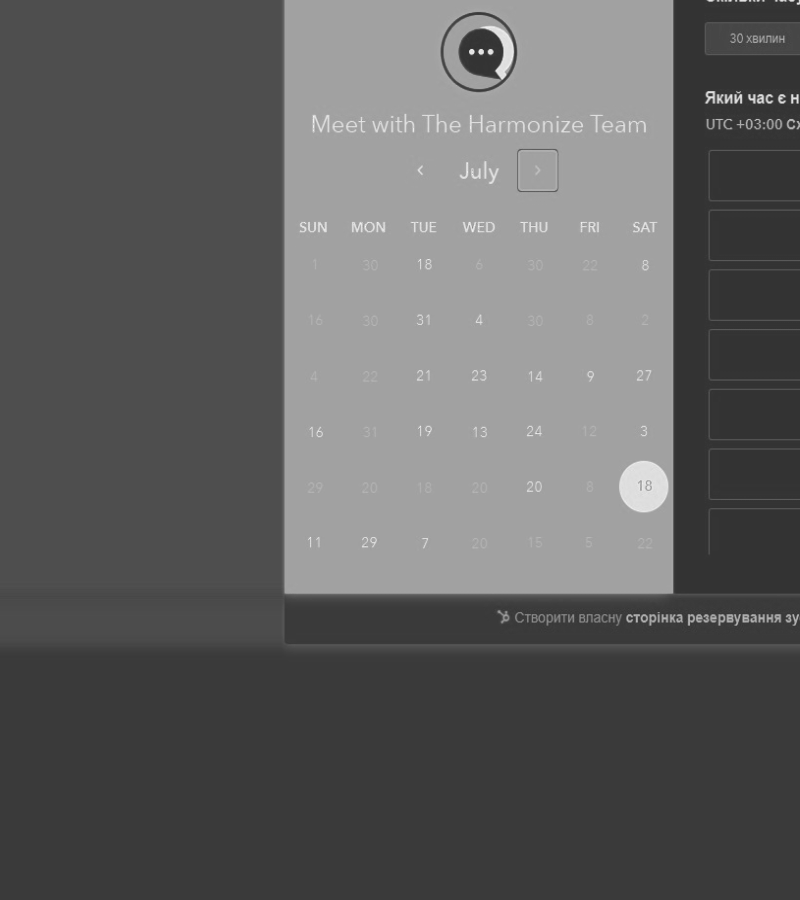 30 хвилин
Який час є н
UTC +03:00 Сх
Meet with The Harmonize Team
July
SUN MON TUE WED THU FRI SAT
1 30 18 6 30 22 8
16 30 31 4 30 8 2
4 22 21 23 14 9 27
16 31 19 13 24 12 3
29 20 18 20 20 8 18
11 29 7 20 15 5 22
Створити власну сторінка резервування зу